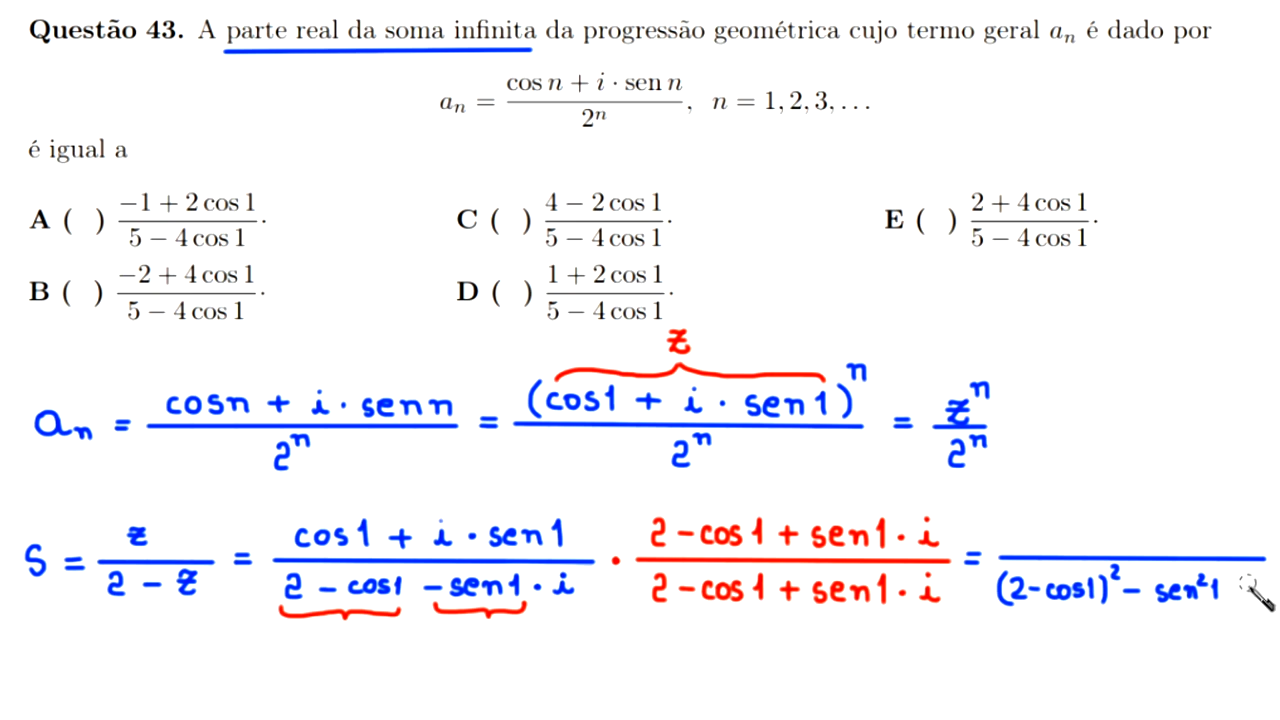 Questão 43. A parte real da soma infinita da progressão geométrica cujo termo geral aₙ é dado por
aₙ = (cos n + i · sen n)/2ⁿ, n = 1, 2, 3, . . .
é igual a
A ( ) (−1 + 2 cos 1)/(5 − 4 cos 1).
C ( ) (4 − 2 cos 1)/(5 − 4 cos 1).
E ( ) (2 + 4 cos 1)/(5 − 4 cos 1).
B ( ) (−2 + 4 cos 1)/(5 − 4 cos 1).
D ( ) (1 + 2 cos 1)/(5 − 4 cos 1).
z
aₙ = (cosn + i · senn)/2ⁿ = (cos1 + i · sen1)ⁿ/2ⁿ = zⁿ/2ⁿ
S = z/(2 − z) = (cos1 + i · sen1)/(2 − cos1 − sen1 · i) · (2 − cos1 + sen1 · i)/(2 − cos1 + sen1 · i) = /(2-cos1)² − sen²1